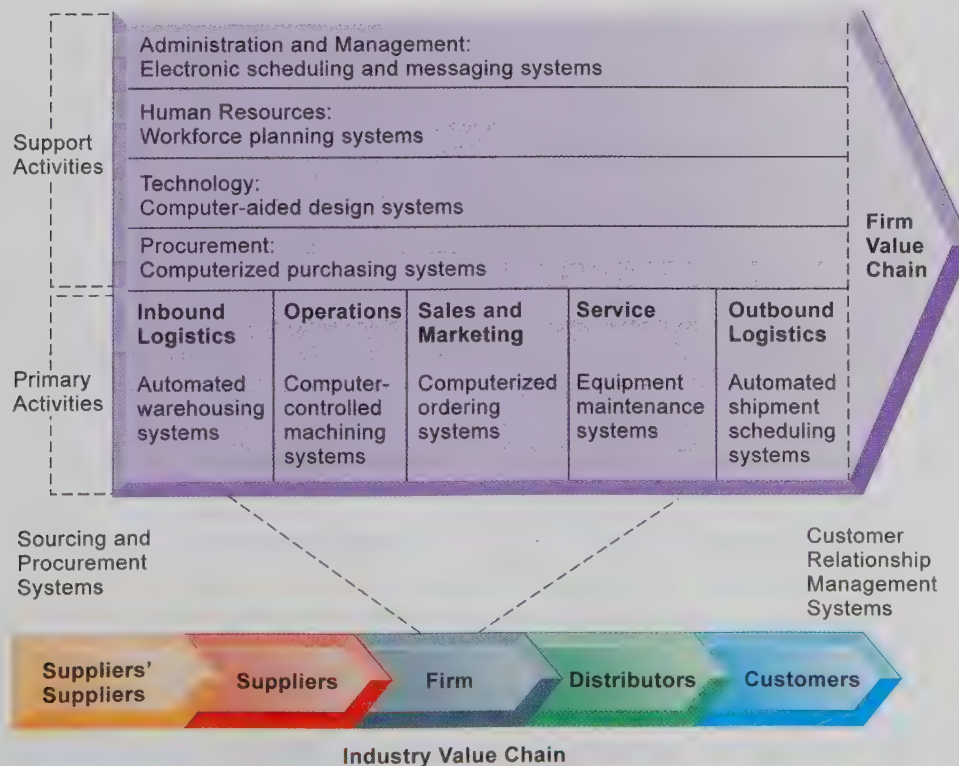 Support
Activities
Administration and Management:
Electronic scheduling and messaging systems
Human Resources:
Workforce planning systems
Technology:
Computer-aided design systems
Procurement:
Computerized purchasing systems
Firm
Value
Chain
Primary
Activities
Inbound
Logistics
Automated
warehousing
systems
Operations
Computer-
controlled
machining
systems
Sales and
Marketing
Computerized
ordering
systems
Service
Equipment
maintenance
systems
Outbound
Logistics
Automated
shipment
scheduling
systems
Sourcing and
Procurement
Systems
Customer
Relationship
Management
Systems
Suppliers'
Suppliers
Suppliers
Firm
Distributors
Customers
Industry Value Chain